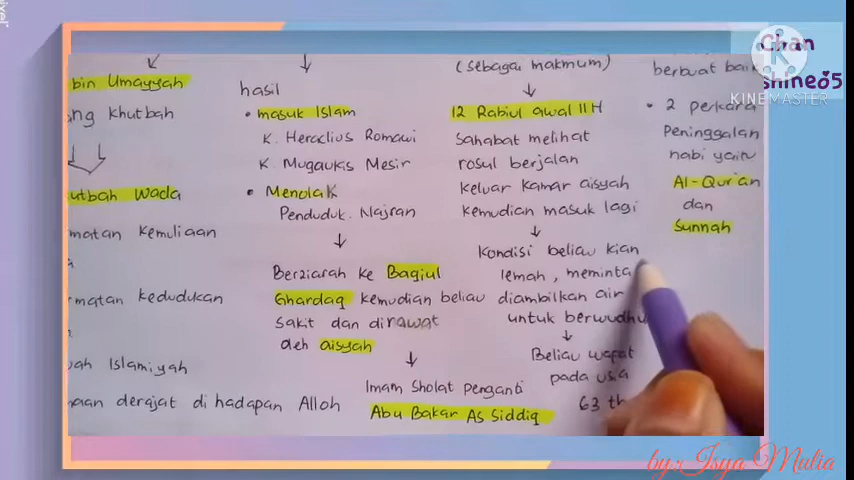 bin Umayyah
ng khutbah
utbah Wada
matan kemuliaan
rmatan kedudukan
ah Islamiyah
aan derajat di hadapan Alloh
hasil
• masuk Islam
K. Heraclius Romawi
K. Muqaukis Mesir
• Menolak
Penduduk. Najran
Berziarah ke Baqiul
Ghardaq kemudian beliau
sakit dan dirawat
oleh aisyah
Imam Sholat pengganti
Abu Bakar As Siddiq
(sebagai makmum)
12 Rabiul awal 11 H
Sahabat melihat
rosul berjalan
keluar kamar aisyah
kemudian masuk lagi
kondisi beliau kian
lemah, meminta
diambilkan air
untuk berwudhu
Beliau wafat
pada usia
63 th
berbuat baik
• 2 perkara
Peninggalan
nabi yaitu
Al-Qur'an
dan
Sunnah
Chan
shine05
K
KINEMASTER
by: Isya Mulia